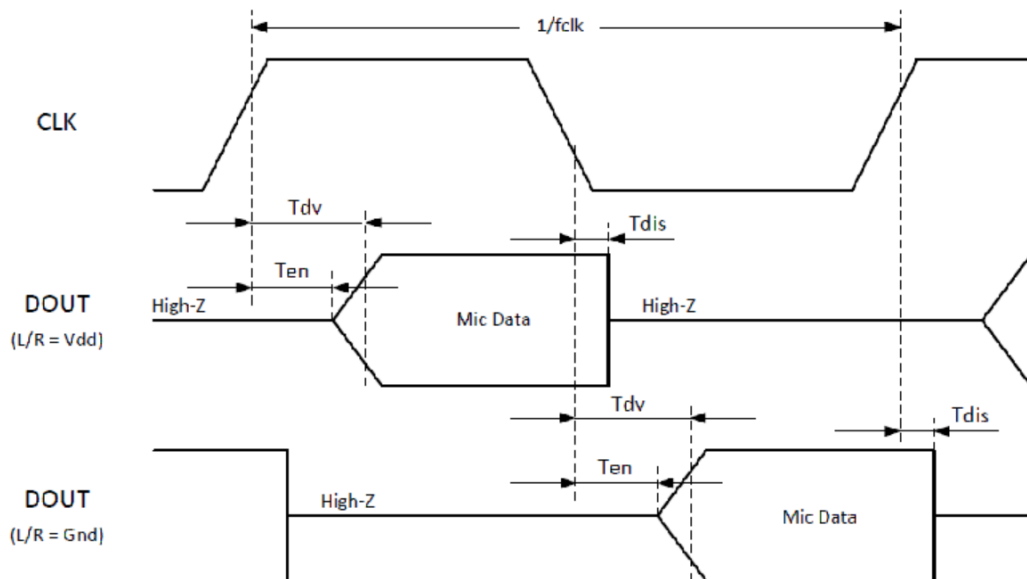 1/fclk
CLK
Tdv
Tdis
Ten
High-Z
DOUT
(L/R = Vdd)
Mic Data
High-Z
Tdv
Tdis
Ten
DOUT
(L/R = Gnd)
High-Z
Mic Data